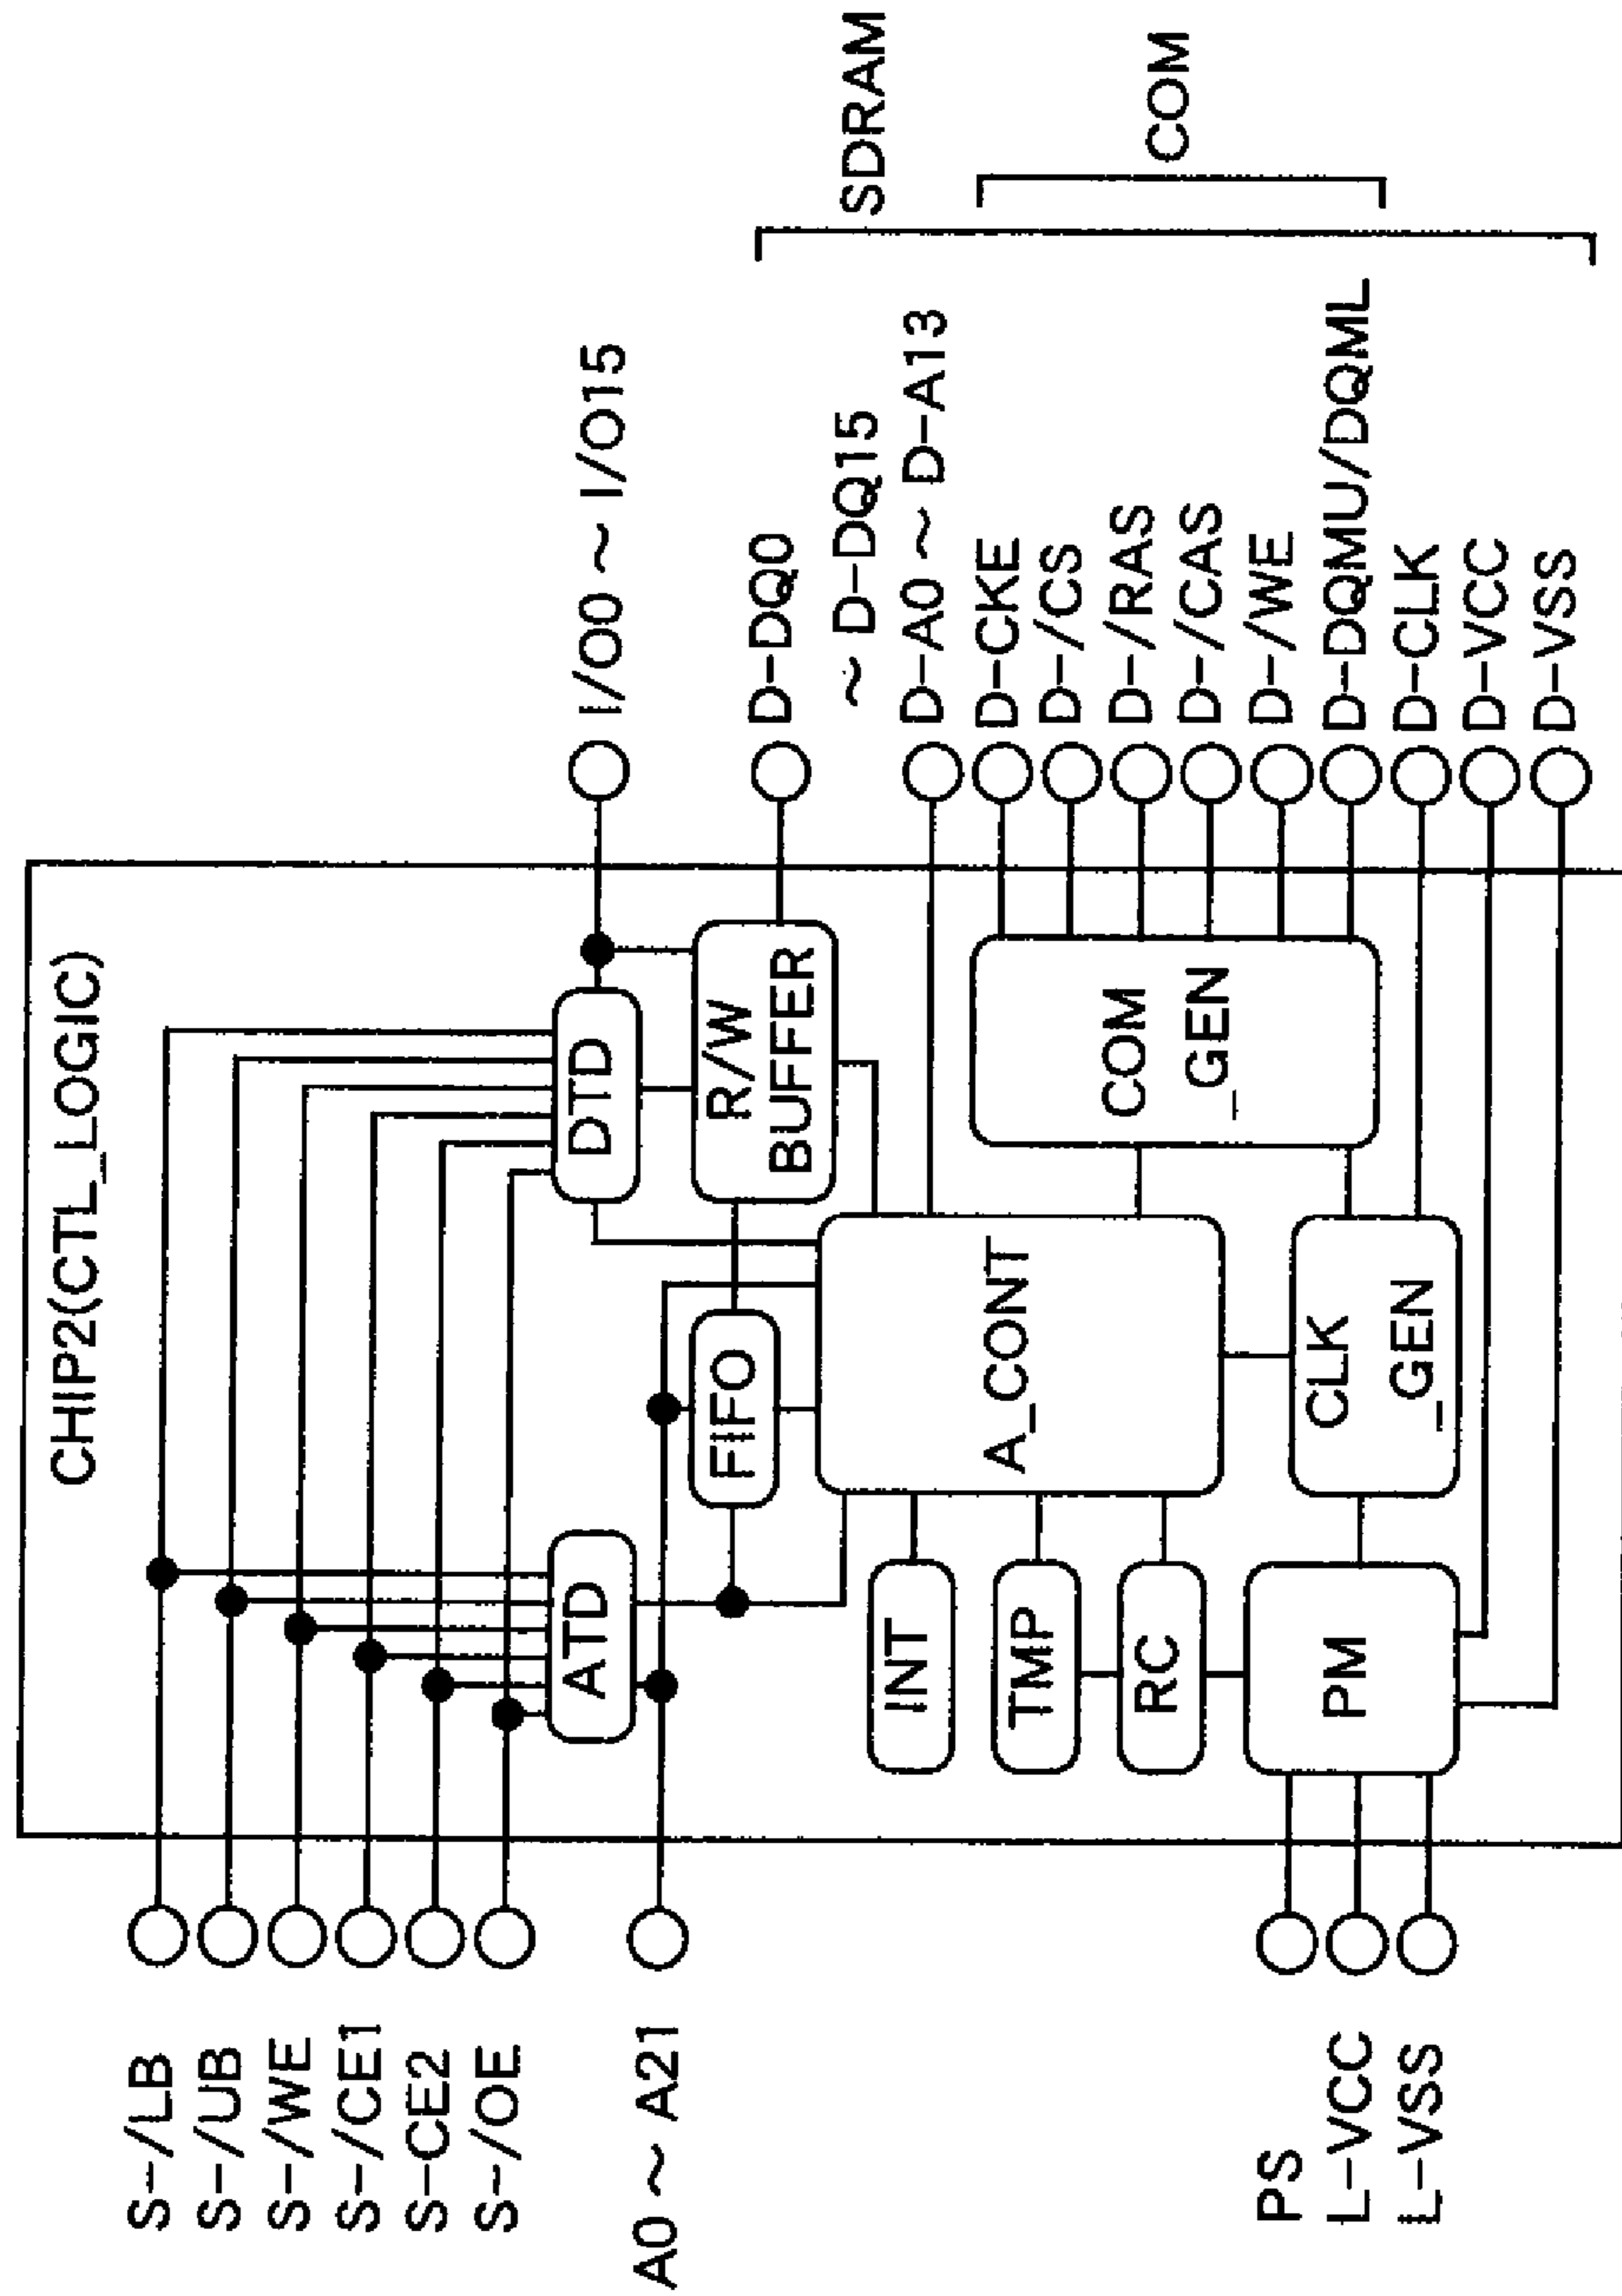 CHIP2(CTL_LOGIC)
S-/LB
S-/UB
S-/WE
S-/CE1
S-CE2
S-/OE
A0 ~ A21
PS
L-VCC
L-VSS
ATD
DTD
FIFO
R/W
BUFFER
INT
TMP
RC
PM
A_CONT
CLK
_GEN
COM
_GEN
I/O0 ~ I/O15
D-DQ0
~ D-DQ15
D-A0 ~ D-A13
D-CKE
D-/CS
D-/RAS
D-/CAS
D-/WE
D-DQMU/DQML
D-CLK
D-VCC
D-VSS
SDRAM
COM